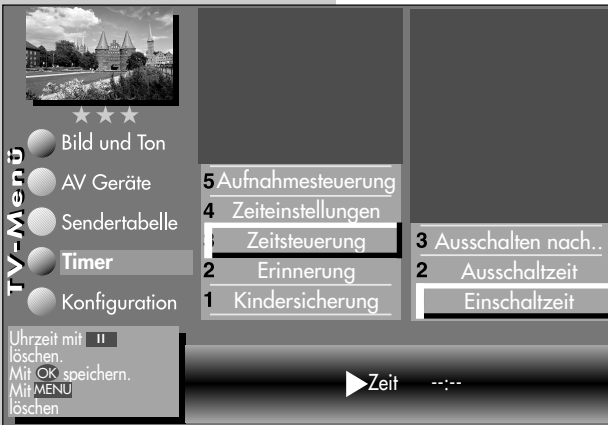 TV-Menü
Bild und Ton
AV Geräte
Sendertabelle
Timer
Konfiguration
5 Aufnahmesteuerung
4 Zeiteinstellungen
3 Zeitsteuerung
2 Erinnerung
1 Kindersicherung
3 Ausschalten nach..
2 Ausschaltzeit
Einschaltzeit
Uhrzeit mit II
löschen.
Mit OK speichern.
Mit MENU
löschen
Zeit --:--